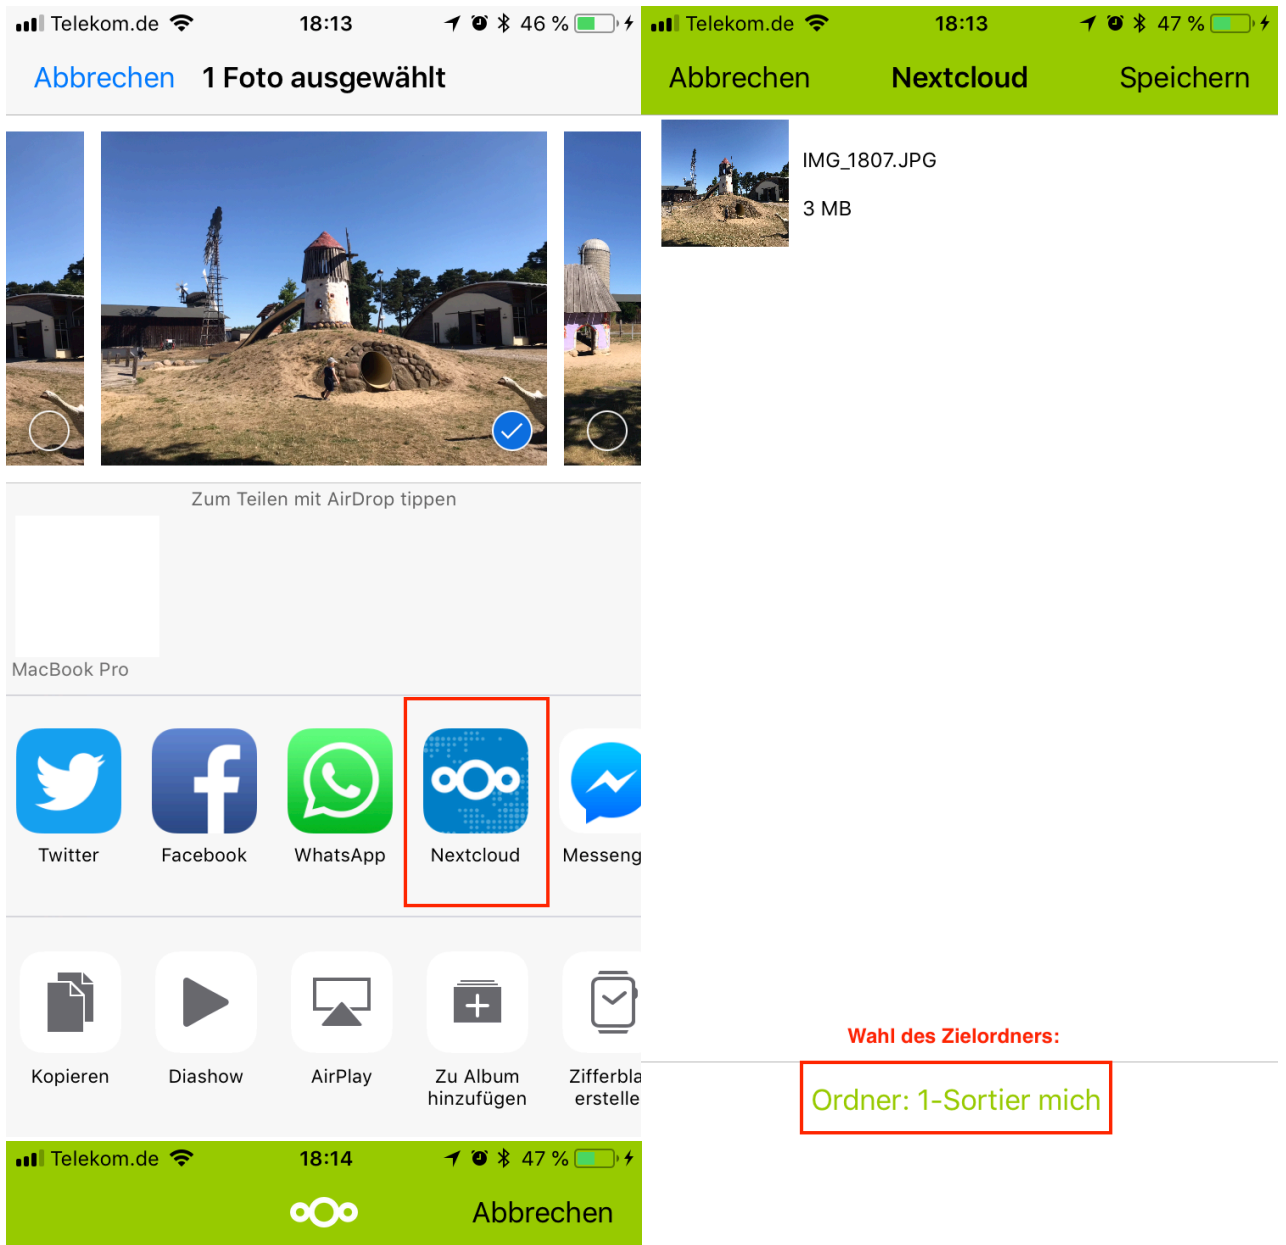 Telekom.de 18:13 46 %
Abbrechen 1 Foto ausgewählt
Zum Teilen mit AirDrop tippen
MacBook Pro
Twitter Facebook WhatsApp Nextcloud Messeng
Kopieren Diashow AirPlay Zu Album Zifferbla
hinzufügen erstelle
Telekom.de 18:14 47 %
Abbrechen
Telekom.de 18:13 47 %
Abbrechen Nextcloud Speichern
IMG_1807.JPG
3 MB
Wahl des Zielordners:
Ordner: 1-Sortier mich